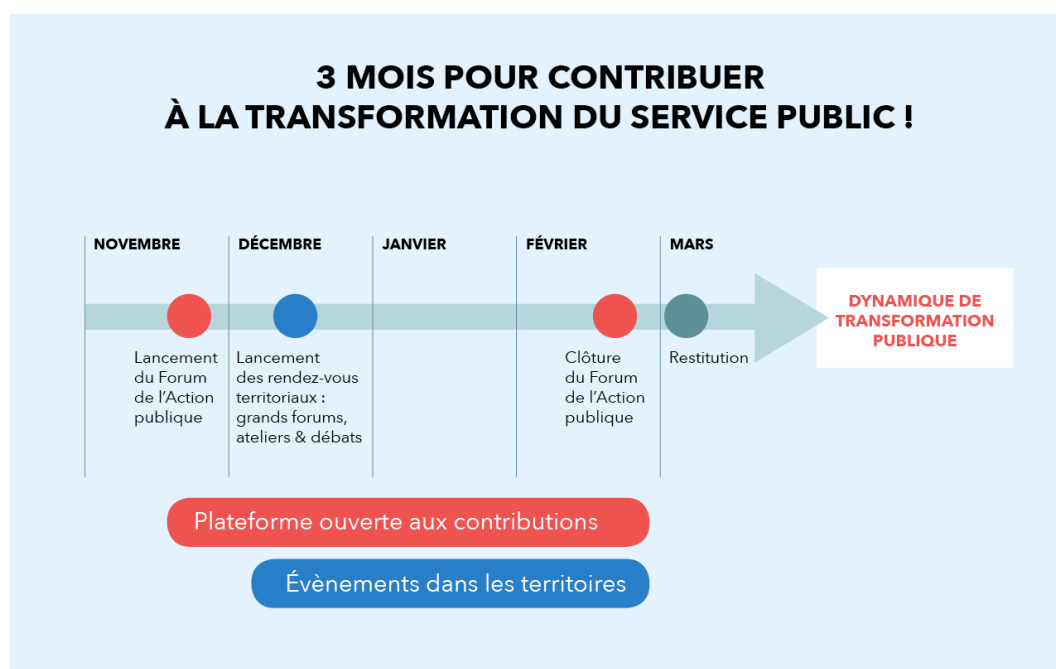 3 MOIS POUR CONTRIBUER
À LA TRANSFORMATION DU SERVICE PUBLIC !
NOVEMBRE
DÉCEMBRE
JANVIER
FÉVRIER
MARS
Lancement
du Forum
de l'Action
publique
Lancement
des rendez-vous
territoriaux :
grands forums,
ateliers & débats
Clôture
du Forum
de l'Action
publique
Restitution
DYNAMIQUE DE
TRANSFORMATION
PUBLIQUE
Plateforme ouverte aux contributions
Évènements dans les territoires